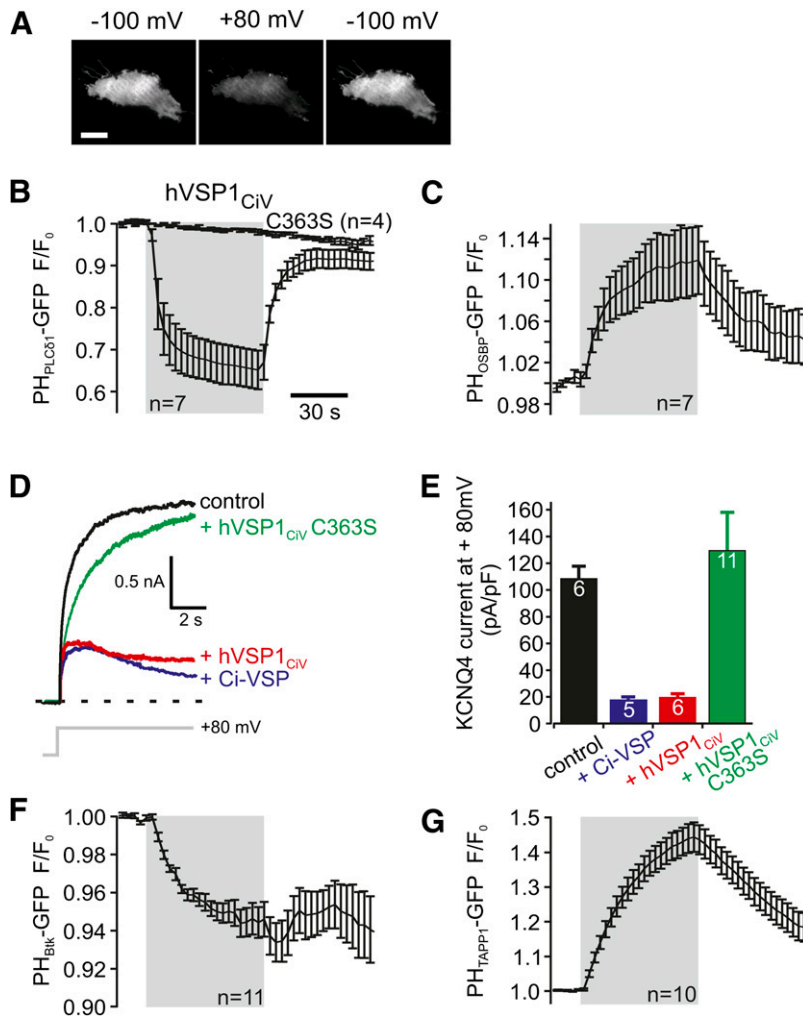 A
-100 mV +80 mV -100 mV
B
hVSP1CiV
C363S (n=4)
PHPLCδ1-GFP F/F0
1.0
0.9
0.8
0.7
0.6
n=7
30 s
C
PHOSBP-GFP F/F0
1.14
1.10
1.06
1.02
0.98
n=7
D
control
+ hVSP1CiV C363S
0.5 nA
2 s
+ hVSP1CiV
+ Ci-VSP
+80 mV
E
KCNQ4 current at + 80mV
(pA/pF)
160
140
120
100
80
60
40
20
0
6
5
6
11
control
+ Ci-VSP
+ hVSP1CiV
+ hVSP1CiV
C363S
F
PHBtk-GFP F/F0
1.00
0.98
0.96
0.94
0.92
0.90
n=11
G
PHTAPP1-GFP F/F0
1.5
1.4
1.3
1.2
1.1
1.0
n=10